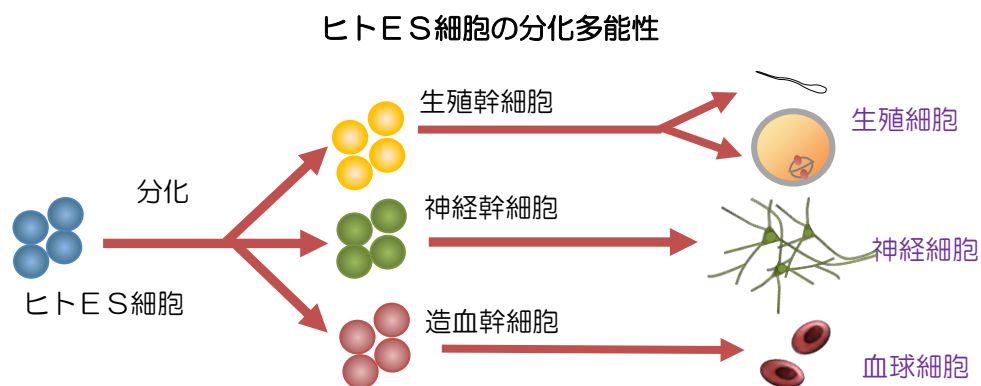 ヒトＥＳ細胞の分化多能性
生殖幹細胞
生殖細胞
分化
神経幹細胞
神経細胞
ヒトＥＳ細胞
造血幹細胞
血球細胞